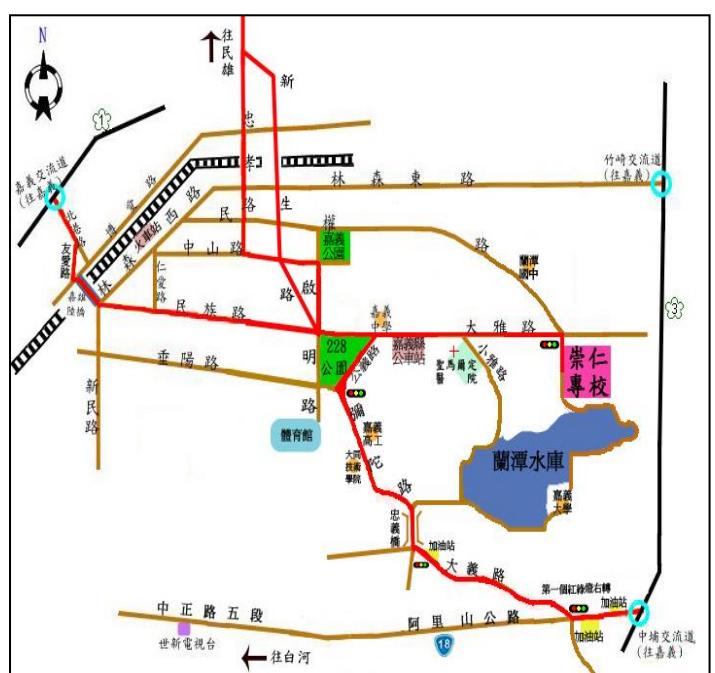 N
往民雄
新生路
忠孝
1
嘉義交流道
(往嘉義)
竹崎交流道
(往嘉義)
林森東路
北港路
博愛路
林森西路
火車站
民權路
友愛路
中山路
嘉義
公園
蘭潭
國中
仁愛路
嘉雄
陸橋
民族路
啟明路
嘉義
中學
大雅路
3
228
公園
公義路
嘉義縣
公車站
聖馬爾定
醫院
小雅路
崇仁
專校
垂陽路
新民路
體育館
彌陀路
嘉義
高工
大同
技術
學院
蘭潭水庫
嘉義
大學
忠義橋
加油站
大義路
第一個紅綠燈右轉
加油站
中正路五段
阿里山公路
加油站
中埔交流道
(往嘉義)
世新電視台
18
往白河